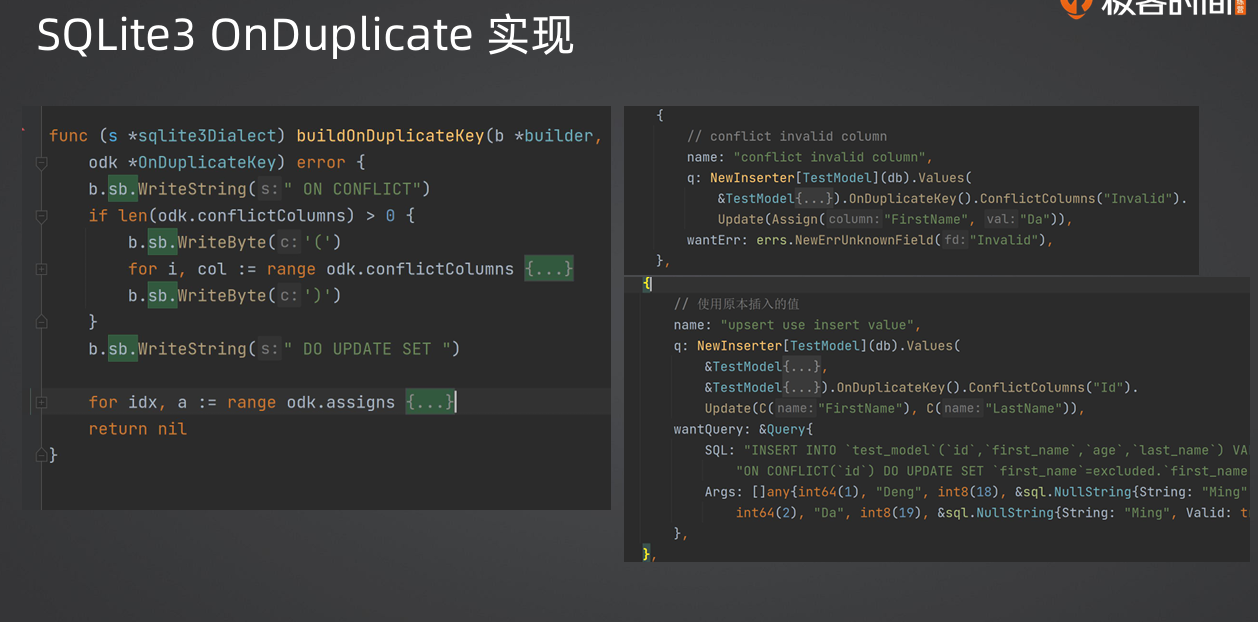 SQLite3 OnDuplicate 实现
极客时间
func (s *sqlite3Dialect) buildOnDuplicateKey(b *builder,
odk *OnDuplicateKey) error {
b.sb.WriteString( s: " ON CONFLICT")
if len(odk.conflictColumns) > 0 {
b.sb.WriteByte( c: '(')
for i, col := range odk.conflictColumns {...}
b.sb.WriteByte( c: ')')
}
b.sb.WriteString( s: " DO UPDATE SET ")
for idx, a := range odk.assigns {...}
return nil
}
{
// conflict invalid column
name: "conflict invalid column",
q: NewInserter[TestModel](db).Values(
&TestModel{...}).OnDuplicateKey().ConflictColumns("Invalid").
Update(Assign( column: "FirstName", val: "Da")),
wantErr: errs.NewErrUnknownField( fd: "Invalid"),
},
{
// 使用原本插入的值
name: "upsert use insert value",
q: NewInserter[TestModel](db).Values(
&TestModel{...},
&TestModel{...}).OnDuplicateKey().ConflictColumns("Id").
Update(C( name: "FirstName"), C( name: "LastName")),
wantQuery: &Query{
SQL: "INSERT INTO `test_model`(`id`,`first_name`,`age`,`last_name`) VA
"ON CONFLICT(`id`) DO UPDATE SET `first_name`=excluded.`first_name
Args: []any{int64(1), "Deng", int8(18), &sql.NullString{String: "Ming"
int64(2), "Da", int8(19), &sql.NullString{String: "Ming", Valid: t
},
},